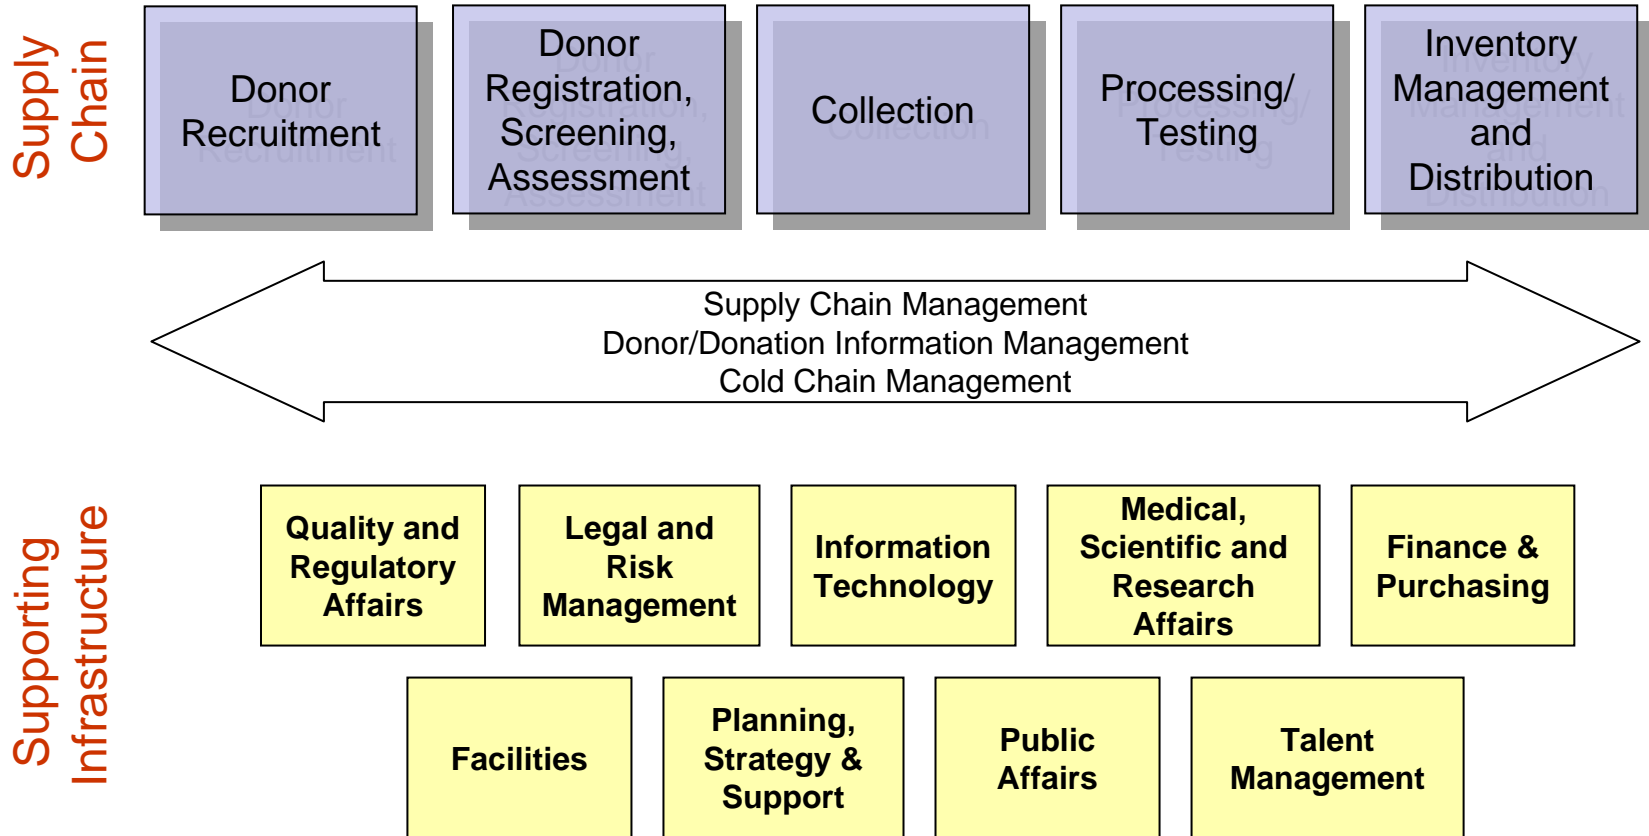 Supply
Chain
Donor
Recruitment
Donor
Registration,
Screening,
Assessment
Collection
Processing/
Testing
Inventory
Management
and
Distribution
Supply Chain Management
Donor/Donation Information Management
Cold Chain Management
Supporting
Infrastructure
Quality and
Regulatory
Affairs
Legal and
Risk
Management
Information
Technology
Medical,
Scientific and
Research
Affairs
Finance &
Purchasing
Facilities
Planning,
Strategy &
Support
Public
Affairs
Talent
Management